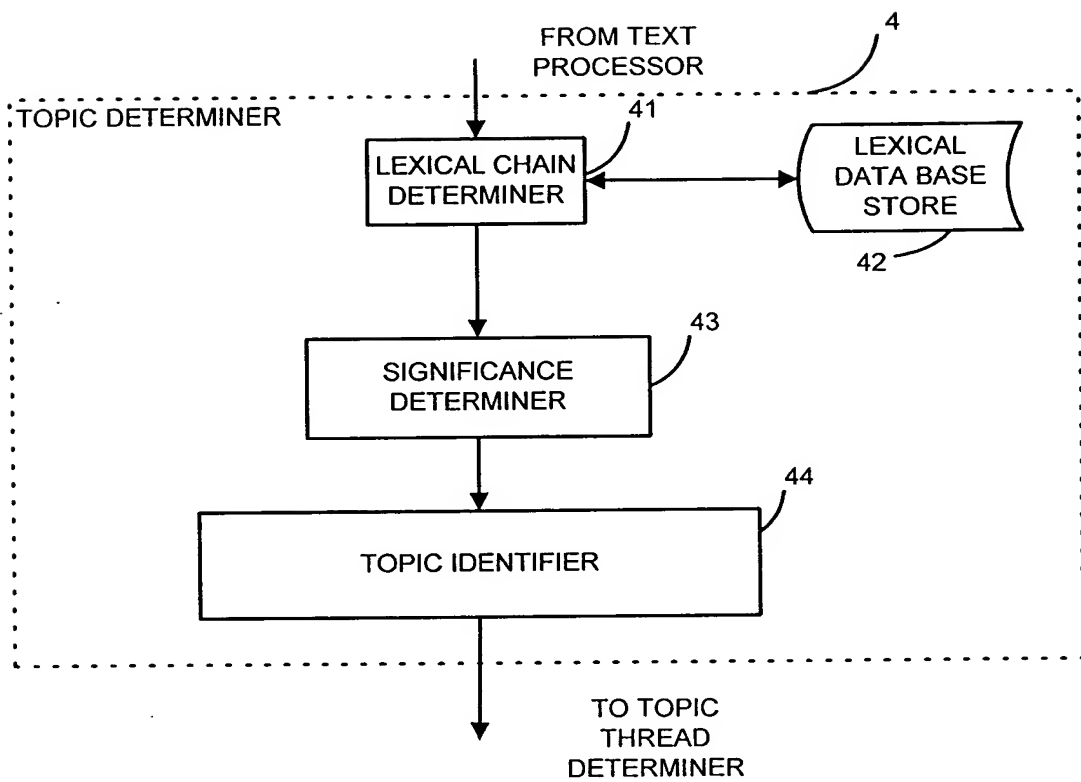 FROM TEXT
PROCESSOR
4
TOPIC DETERMINER
41
LEXICAL CHAIN
DETERMINER
LEXICAL
DATA BASE
STORE
42
43
SIGNIFICANCE
DETERMINER
44
TOPIC IDENTIFIER
TO TOPIC
THREAD
DETERMINER